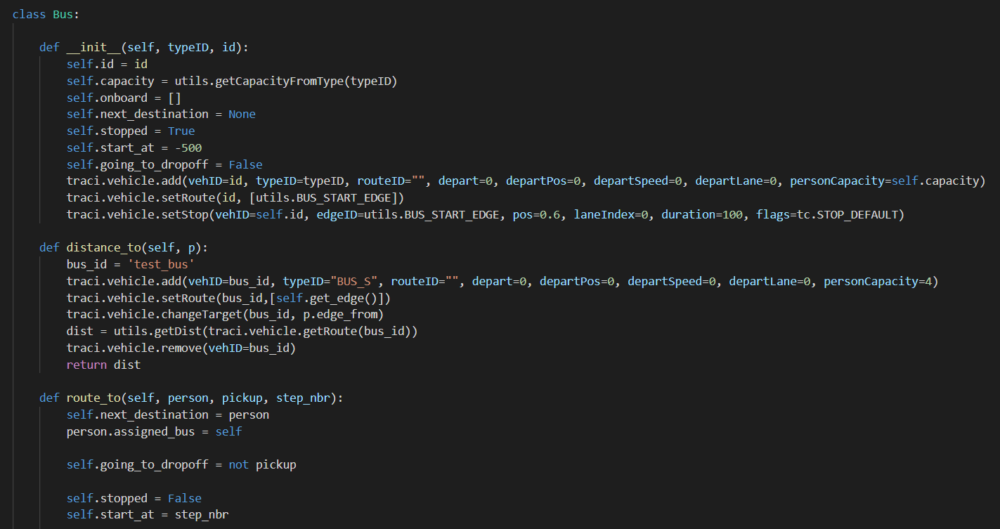 class Bus:
def __init__(self, typeID, id):
self.id = id
self.capacity = utils.getCapacityFromType(typeID)
self.onboard = []
self.next_destination = None
self.stopped = True
self.start_at = -500
self.going_to_dropoff = False
traci.vehicle.add(vehID=id, typeID=typeID, routeID="", depart=0, departPos=0, departSpeed=0, departLane=0, personCapacity=self.capacity)
traci.vehicle.setRoute(id, [utils.BUS_START_EDGE])
traci.vehicle.setStop(vehID=self.id, edgeID=utils.BUS_START_EDGE, pos=0.6, laneIndex=0, duration=100, flags=tc.STOP_DEFAULT)
def distance_to(self, p):
bus_id = 'test_bus'
traci.vehicle.add(vehID=bus_id, typeID="BUS_S", routeID="", depart=0, departPos=0, departSpeed=0, departLane=0, personCapacity=4)
traci.vehicle.setRoute(bus_id,[self.get_edge()])
traci.vehicle.changeTarget(bus_id, p.edge_from)
dist = utils.getDist(traci.vehicle.getRoute(bus_id))
traci.vehicle.remove(vehID=bus_id)
return dist
def route_to(self, person, pickup, step_nbr):
self.next_destination = person
person.assigned_bus = self
self.going_to_dropoff = not pickup
self.stopped = False
self.start_at = step_nbr